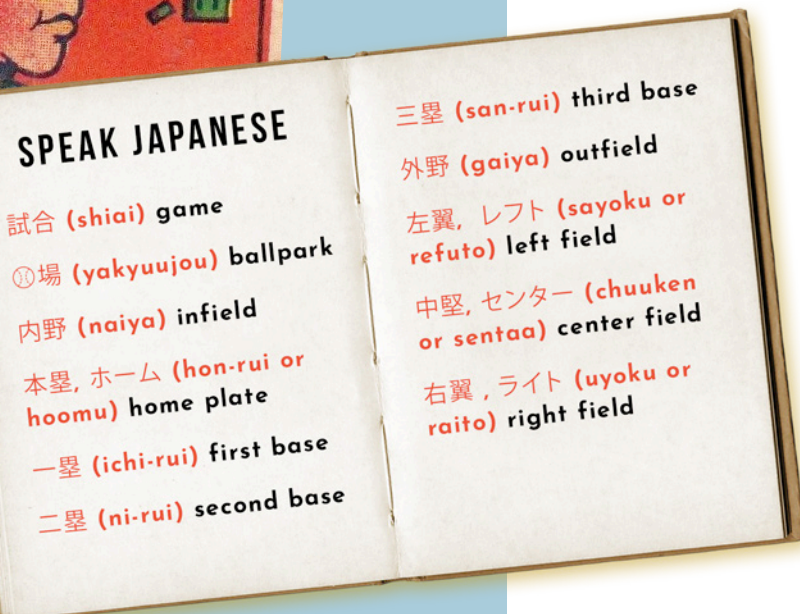 SPEAK JAPANESE
試合 (shiai) game
⚾場 (yakyuujou) ballpark
内野 (naiya) infield
本塁, ホーム (hon-rui or
hoomu) home plate
一塁 (ichi-rui) first base
二塁 (ni-rui) second base
三塁 (san-rui) third base
外野 (gaiya) outfield
左翼, レフト (sayoku or
refuto) left field
中堅, センター (chuuken
or sentaa) center field
右翼 , ライト (uyoku or
raito) right field